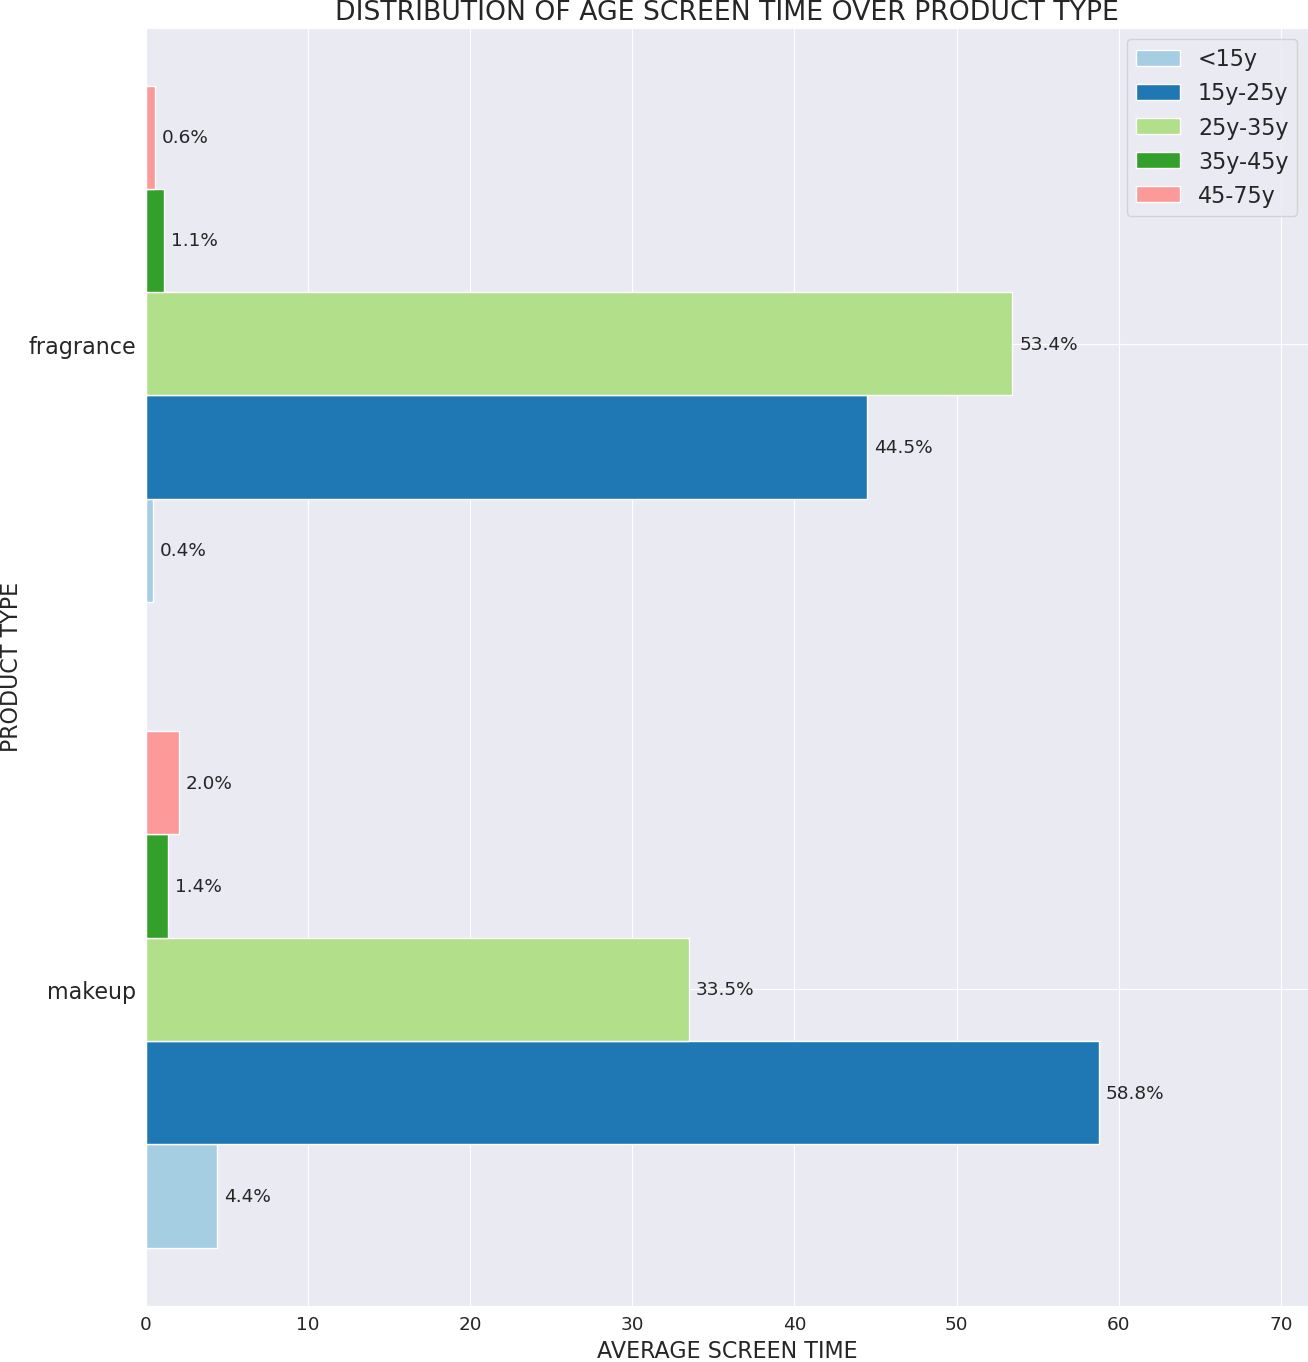 DISTRIBUTION OF AGE SCREEN TIME OVER PRODUCT TYPE
<15y
15y-25y
25y-35y
35y-45y
45-75y
0.6%
1.1%
fragrance
53.4%
44.5%
0.4%
PRODUCT TYPE
2.0%
1.4%
makeup
33.5%
58.8%
4.4%
0 10 20 30 40 50 60 70
AVERAGE SCREEN TIME